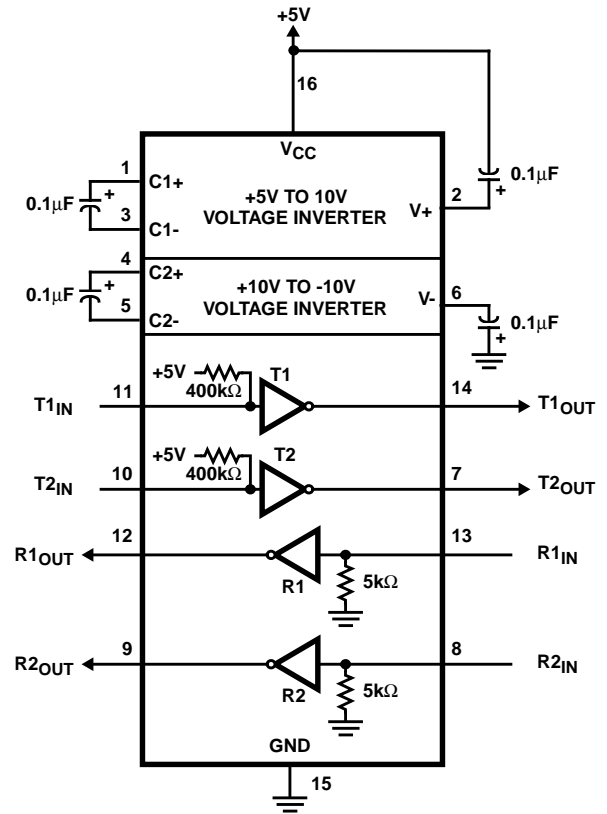 +5V
16
VCC
1
C1+
0.1µF
+
3
C1-
+5V TO 10V
VOLTAGE INVERTER
2
V+
0.1µF
+
4
C2+
0.1µF
+
5
C2-
+10V TO -10V
VOLTAGE INVERTER
V-
6
0.1µF
+
+5V
400kΩ
T1
T1IN
11
14
T1OUT
+5V
400kΩ
T2
T2IN
10
7
T2OUT
R1OUT
12
R1
13
R1IN
5kΩ
R2OUT
9
R2
8
R2IN
5kΩ
GND
15